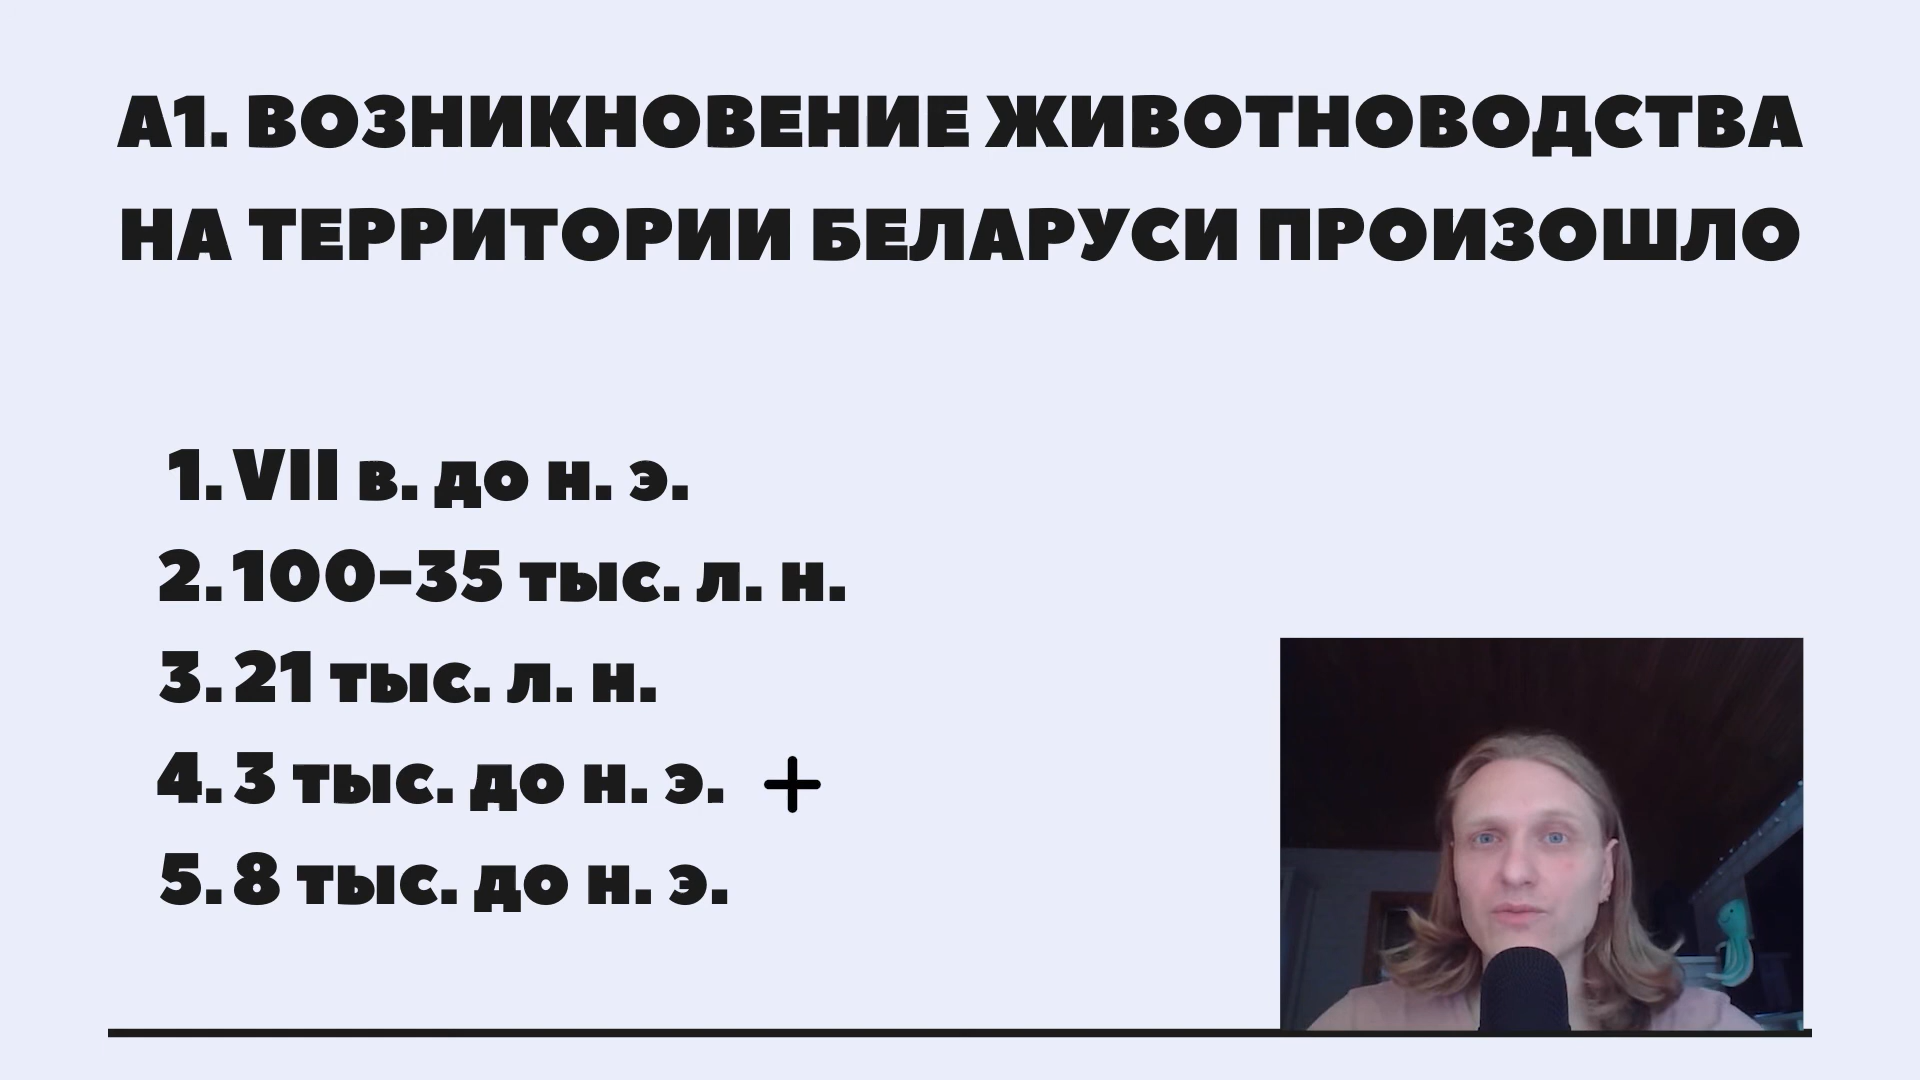 А1. ВОЗНИКНОВЕНИЕ ЖИВОТНОВОДСТВА
НА ТЕРРИТОРИИ БЕЛАРУСИ ПРОИЗОШЛО
1. VII в. до н. э.
2. 100-35 тыс. л. н.
3. 21 тыс. л. н.
4. 3 тыс. до н. э. +
5. 8 тыс. до н. э.